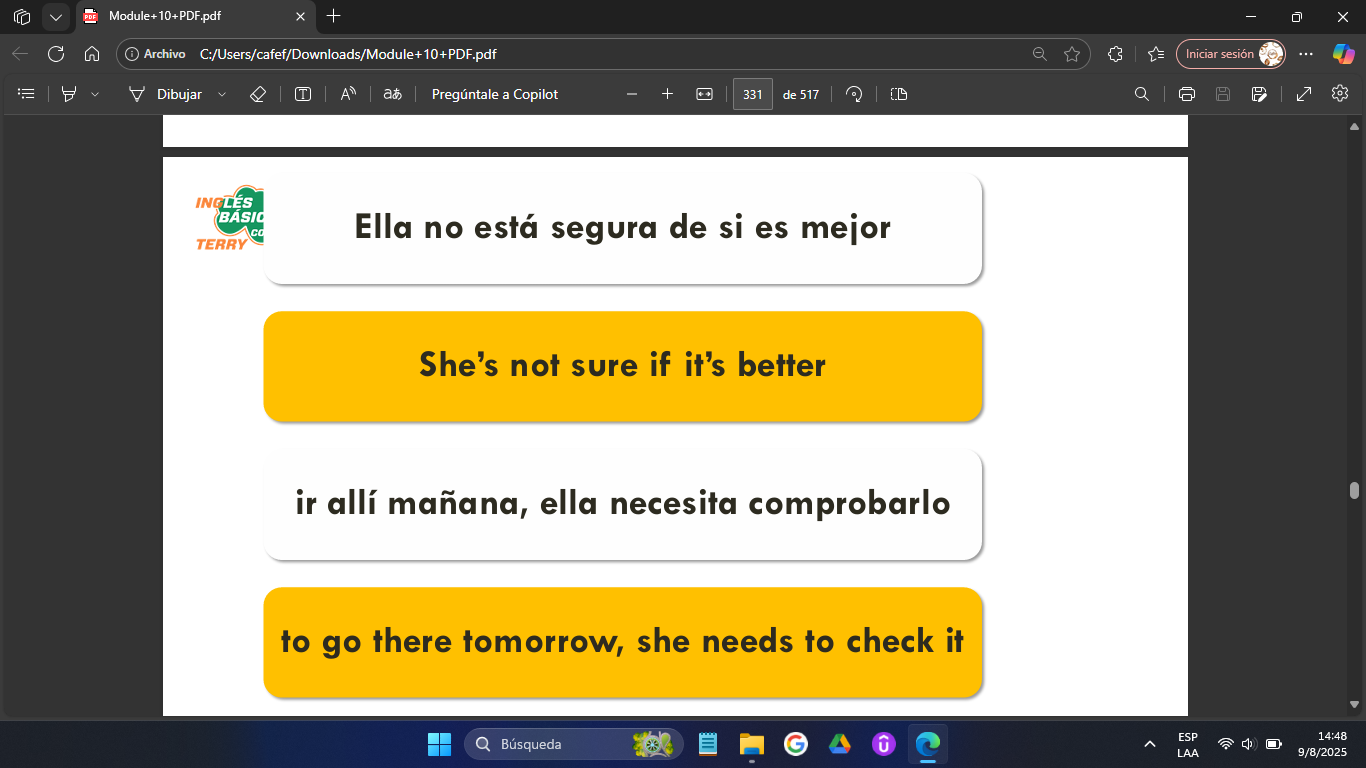 Module+10+PDF.pdf
Archivo C:/Users/cafef/Downloads/Module+10+PDF.pdf
Iniciar sesión
Dibujar
Pregúntale a Copilot
331 de 517
INGLÉS
BÁSIC
CO
TERRY
Ella no está segura de si es mejor
She’s not sure if it’s better
ir allí mañana, ella necesita comprobarlo
to go there tomorrow, she needs to check it
Búsqueda
ESP
LAA
14:48
9/8/2025